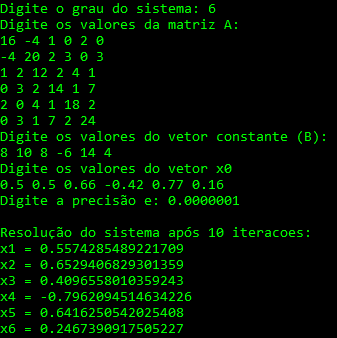 Digite o grau do sistema: 6
Digite os valores da matriz A:
16 -4 1 0 2 0
-4 20 2 3 0 3
1 2 12 2 4 1
0 3 2 14 1 7
2 0 4 1 18 2
0 3 1 7 2 24
Digite os valores do vetor constante (B):
8 10 8 -6 14 4
Digite os valores do vetor x0
0.5 0.5 0.66 -0.42 0.77 0.16
Digite a precisão e: 0.0000001
Resolução do sistema após 10 iteracoes:
x1 = 0.5574285489221709
x2 = 0.6529406829301359
x3 = 0.4096558010359243
x4 = -0.7962094514634226
x5 = 0.6416250542025408
x6 = 0.2467390917505227